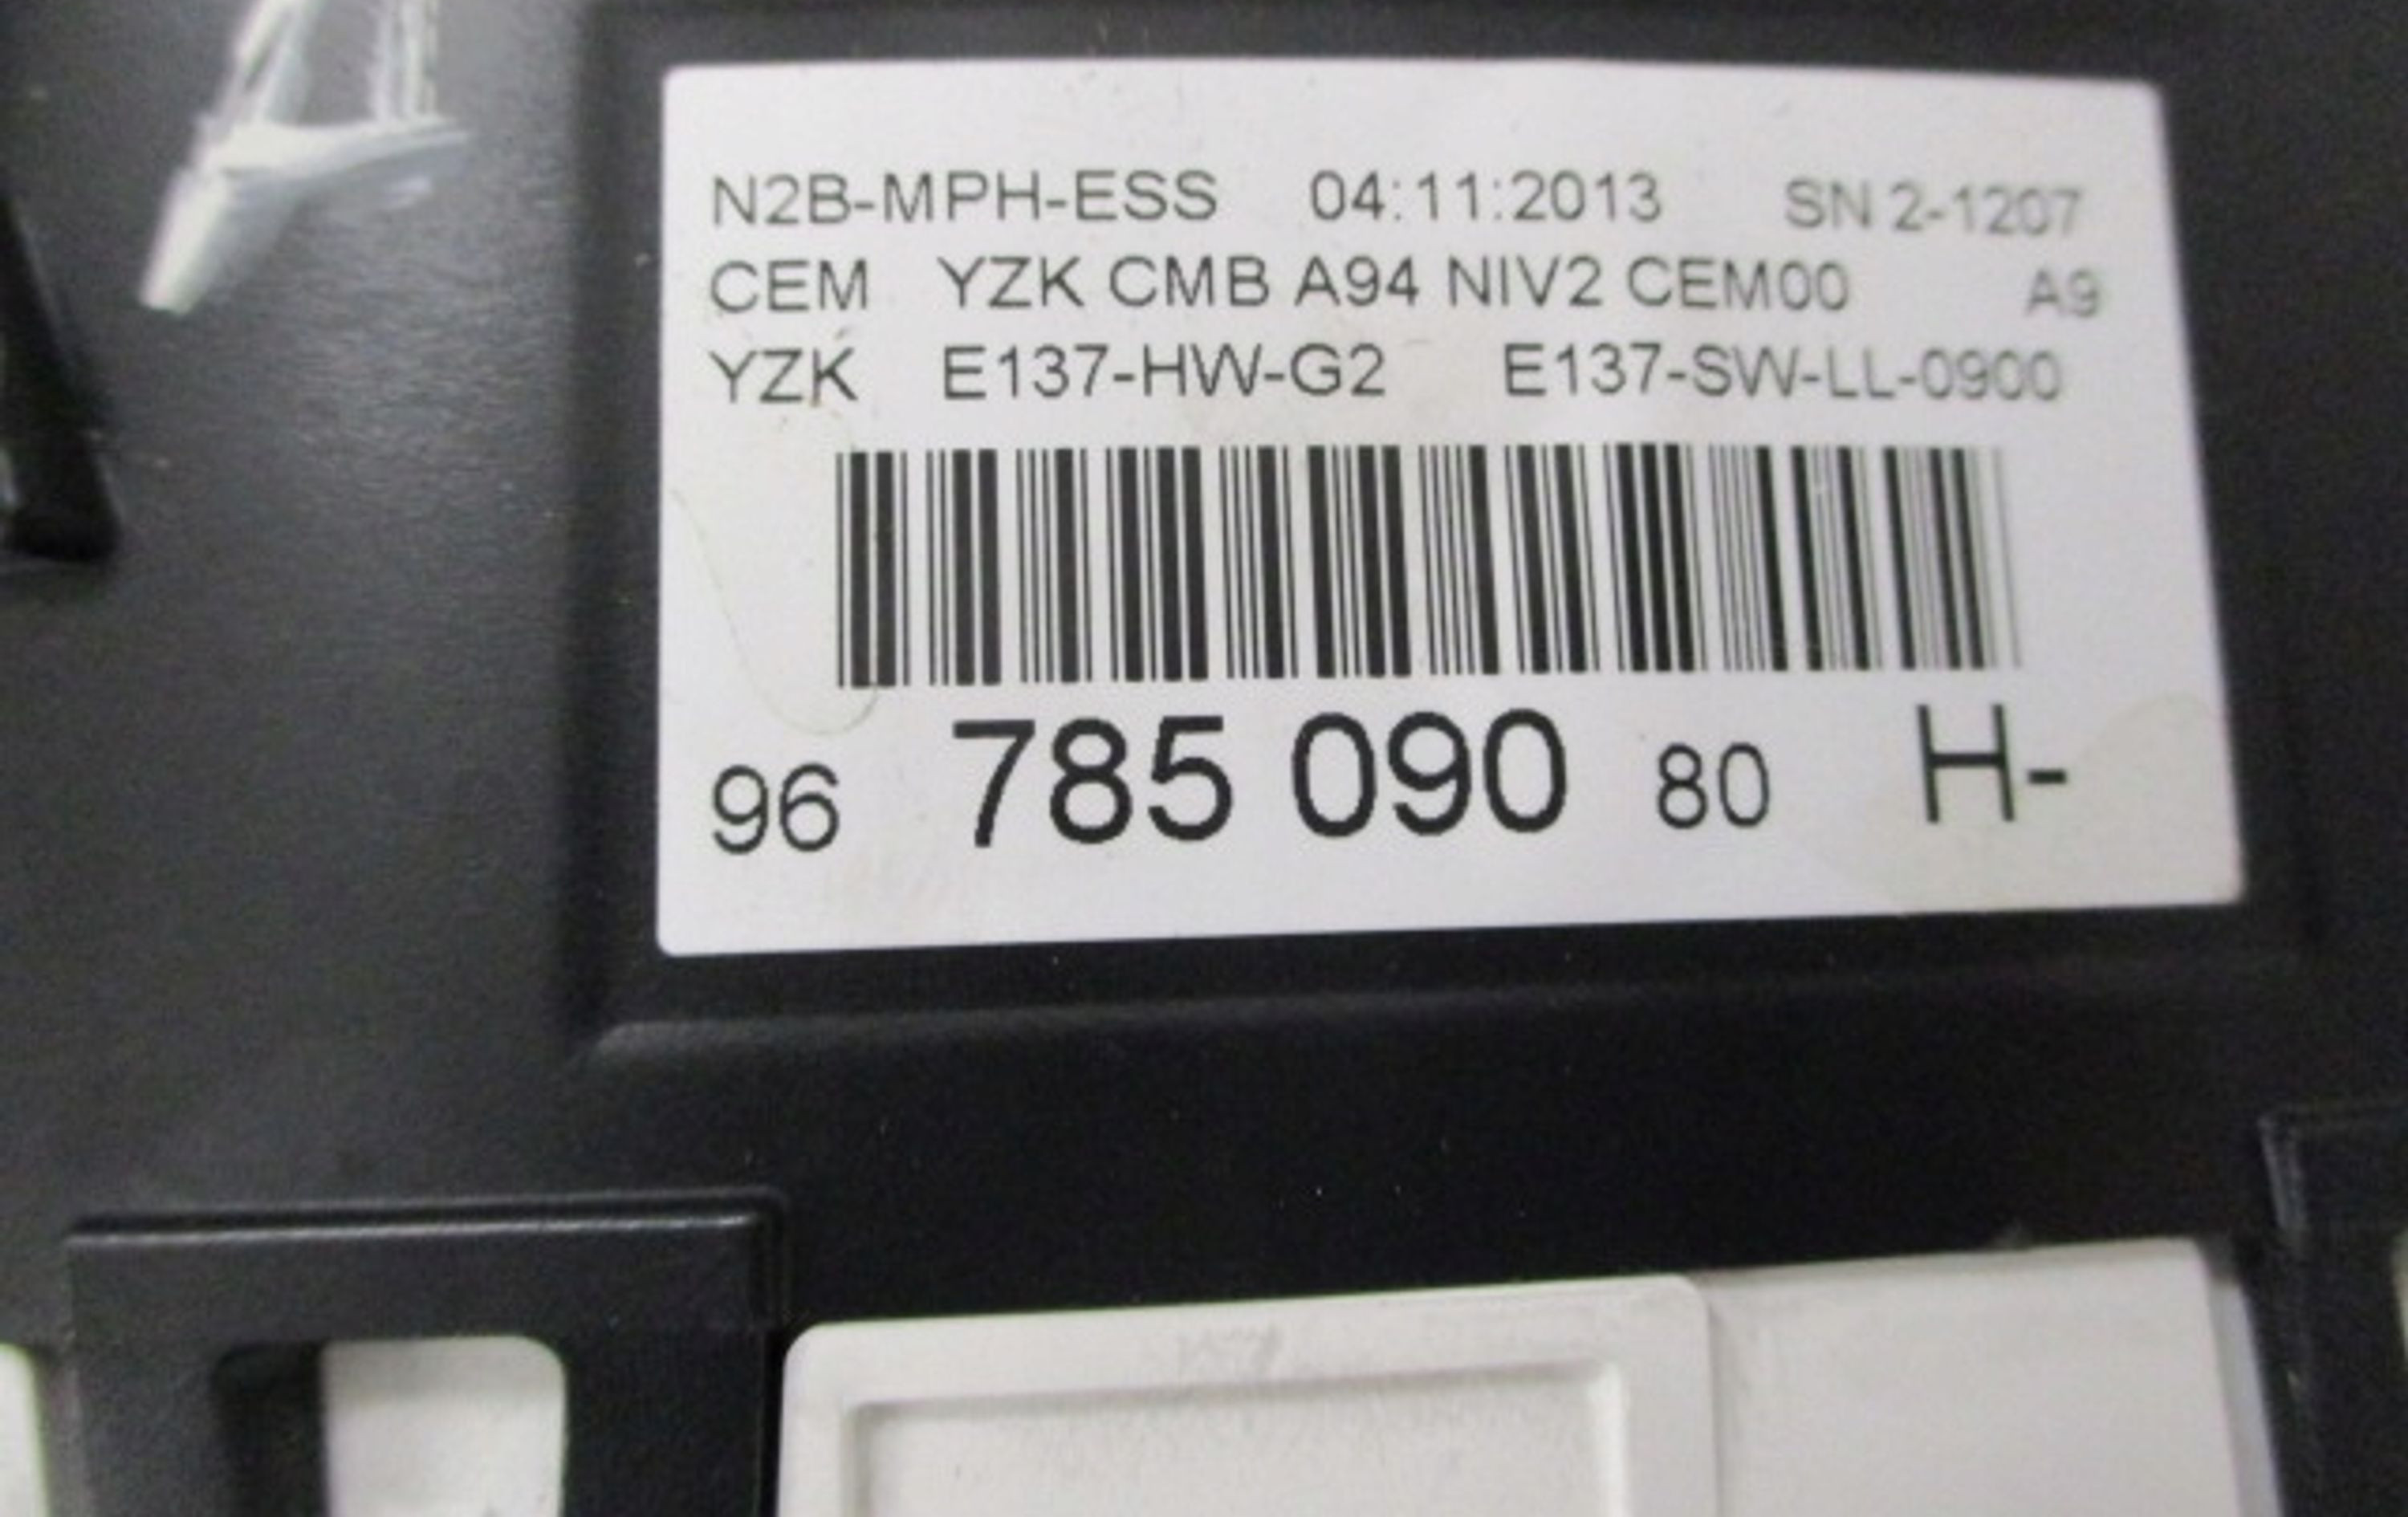 N2B-MPH-ESS 04:11:2013 SN 2-1207
CEM YZK CMB A94 NIV2 CEM00 A9
YZK E137-HW-G2 E137-SW-LL-0900
96 785 090 80 H-